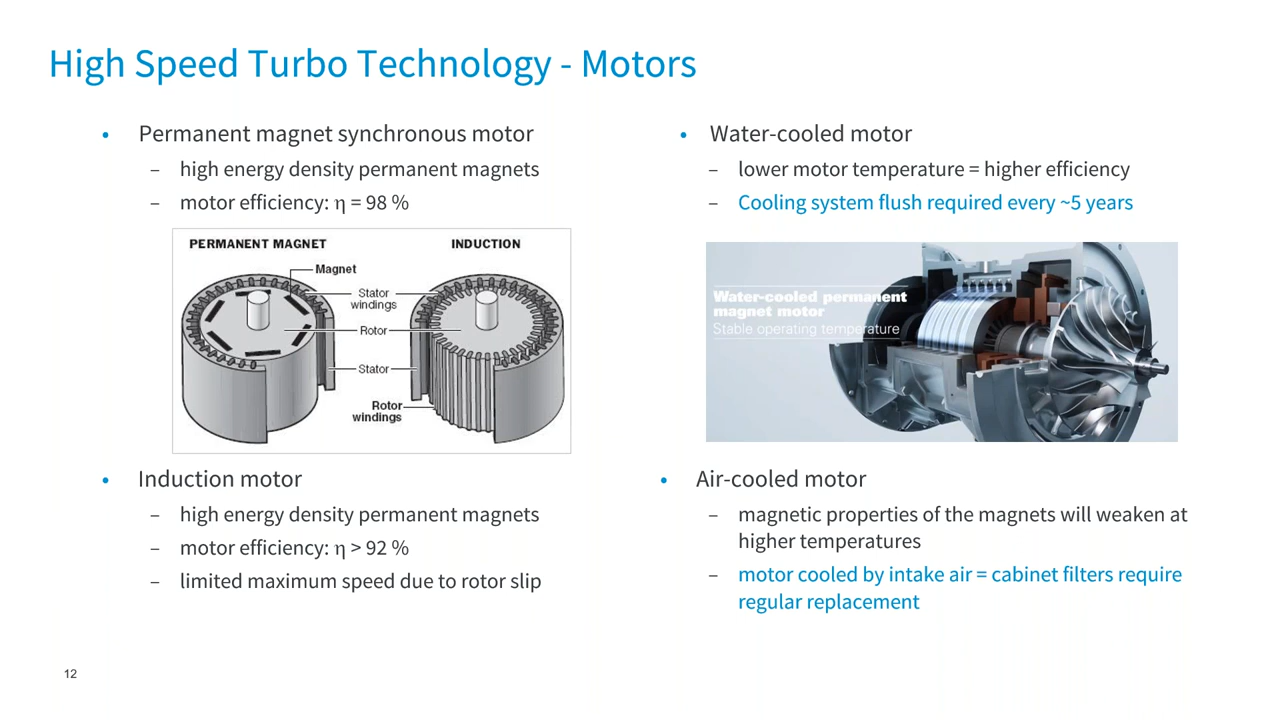 High Speed Turbo Technology - Motors
• Permanent magnet synchronous motor
– high energy density permanent magnets
– motor efficiency: η = 98 %
PERMANENT MAGNET
INDUCTION
Magnet
Stator
windings
Rotor
Stator
Rotor
windings
• Induction motor
– high energy density permanent magnets
– motor efficiency: η > 92 %
– limited maximum speed due to rotor slip
• Water-cooled motor
– lower motor temperature = higher efficiency
– Cooling system flush required every ~5 years
Water-cooled permanent
magnet motor
Stable operating temperature
• Air-cooled motor
– magnetic properties of the magnets will weaken at
higher temperatures
– motor cooled by intake air = cabinet filters require
regular replacement
12